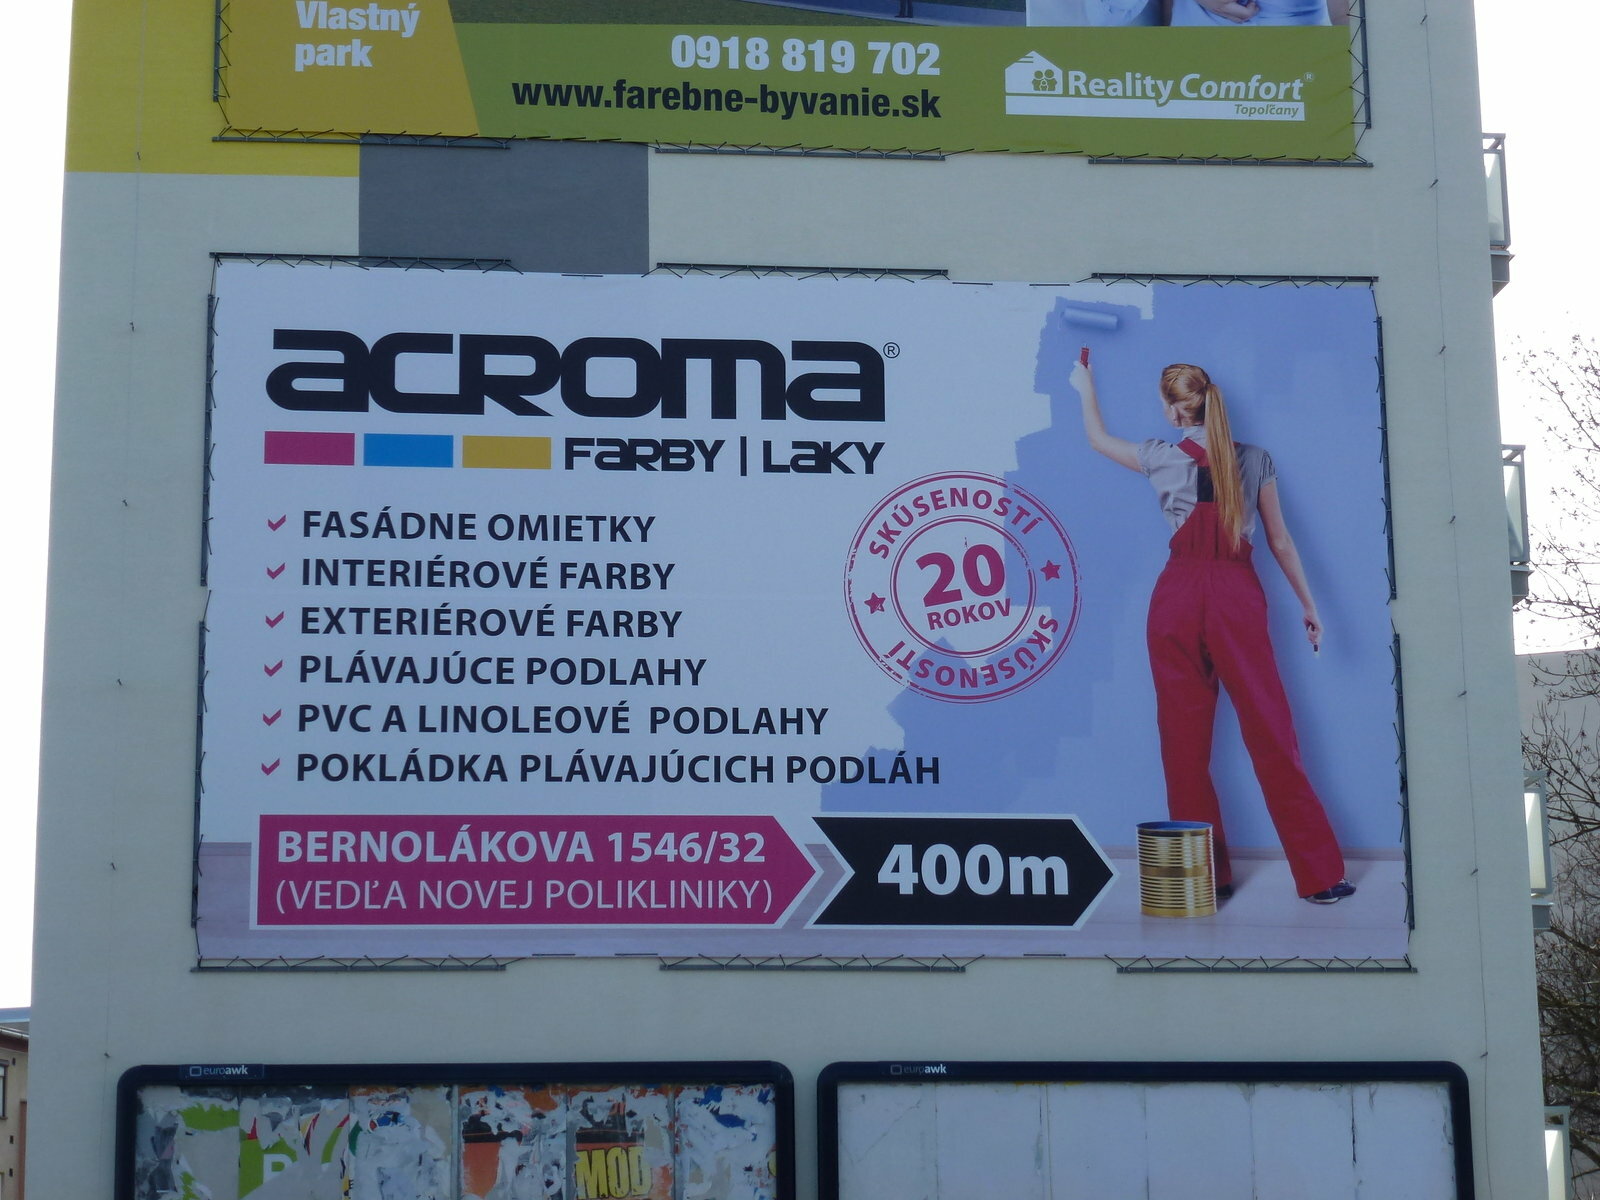 Vlastný
park
0918 819 702
www.farebne-byvanie.sk
Reality Comfort®
Topoľčany
acroma®
FARBY | LAKY
FASÁDNE OMIETKY
INTERIÉROVÉ FARBY
EXTERIÉROVÉ FARBY
PLÁVAJÚCE PODLAHY
PVC A LINOLEOVÉ PODLAHY
POKLÁDKA PLÁVAJÚCICH PODLÁH
SKÚSENOSTÍ
20
ROKOV
SKÚSENOSTÍ
BERNOLÁKOVA 1546/32
(VEDĽA NOVEJ POLIKLINIKY)
400m
euroawk
euroawk
MOD